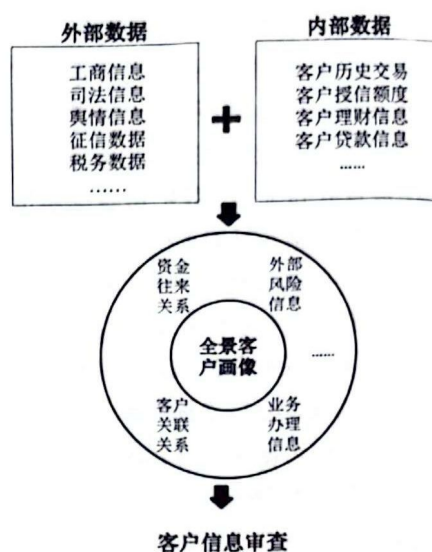 外部数据
工商信息
司法信息
舆情信息
征信数据
税务数据
……
+
内部数据
客户历史交易
客户授信额度
客户理财信息
客户贷款信息
……
资金
往来
关系
外部
风险
信息
全景客
户画像
……
客户
关联
关系
业务
办理
信息
客户信息审查